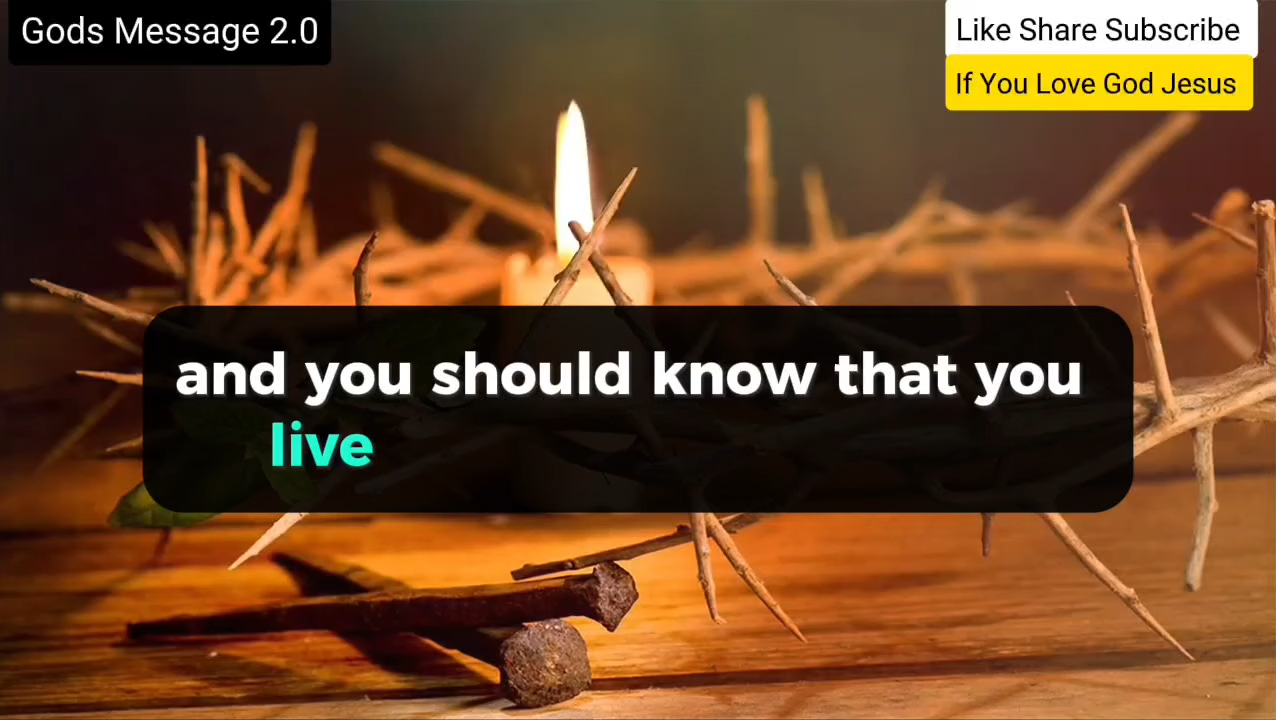 Gods Message 2.0
Like Share Subscribe
If You Love God Jesus
and you should know that you
live